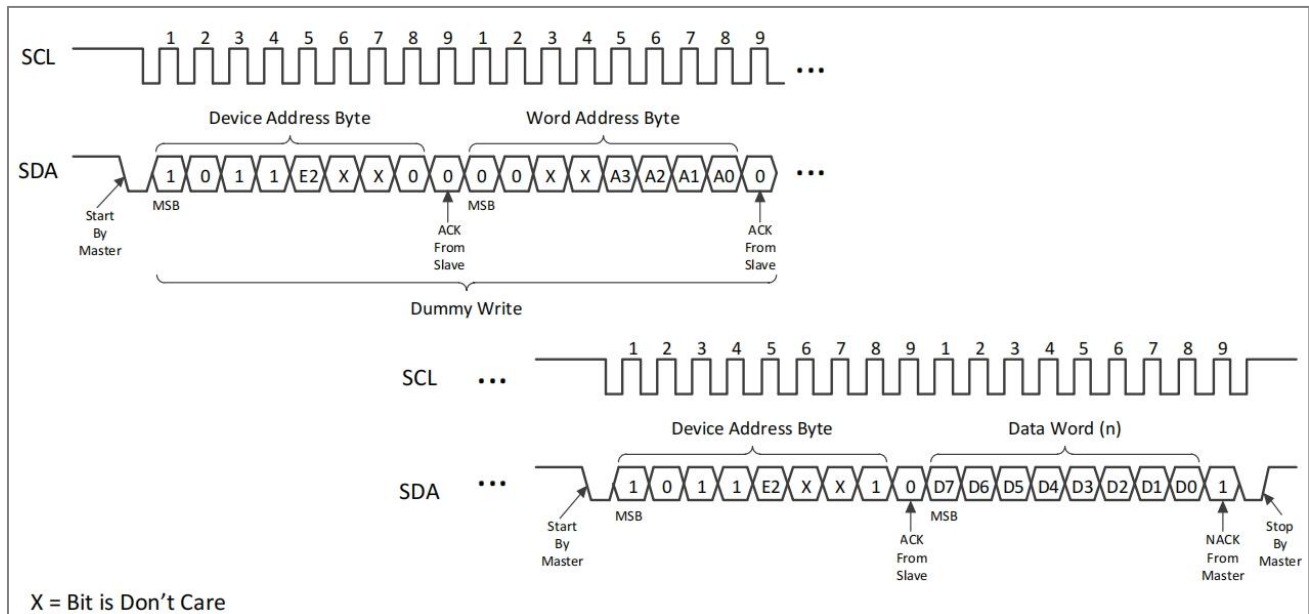 1 2 3 4 5 6 7 8 9 1 2 3 4 5 6 7 8 9
SCL ...
Device Address Byte Word Address Byte
SDA 1 0 1 1 E2 X X 0 0 0 0 X X A3 A2 A1 A0 0 ...
MSB MSB
Start
By
Master
ACK
From
Slave
ACK
From
Slave
Dummy Write
1 2 3 4 5 6 7 8 9 1 2 3 4 5 6 7 8 9
SCL ...
Device Address Byte Data Word (n)
SDA ... 1 0 1 1 E2 X X 1 0 D7 D6 D5 D4 D3 D2 D1 D0 1
MSB MSB
Start
By
Master
ACK
From
Slave
NACK
From
Master
Stop
By
Master
X = Bit is Don't Care